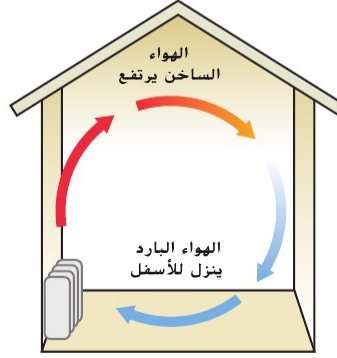 الهواء
الساخن يرتفع
الهواء البارد
ينزل للأسفل